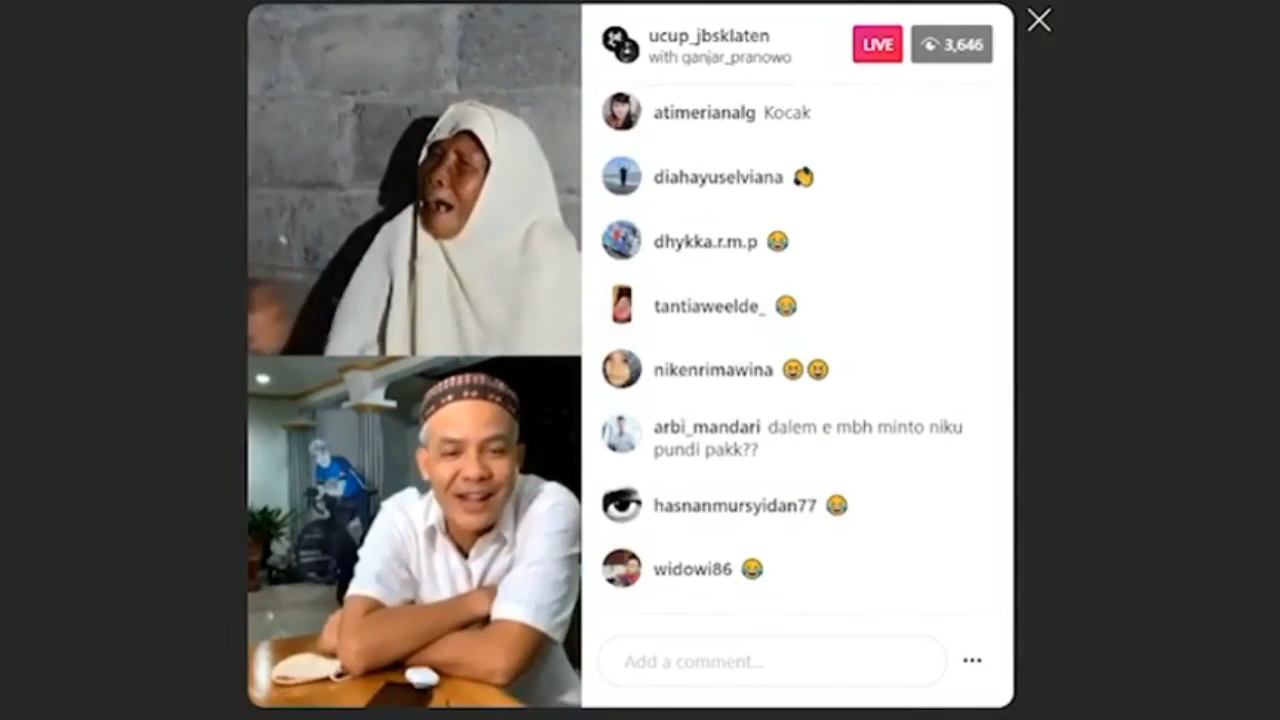 ucup_jbsklaten
with ganjar_pranowo
LIVE
3,646
atimerianalg Kocak
diahayuselviana 👏
dhykka.r.m.p 😂
tantiaweelde_ 😂
nikenrimawina 😆😆
arbi_mandari dalem e mbh minto niku
pundi pakk??
hasnanmursyidan77 😂
widowi86 😂
Add a comment...